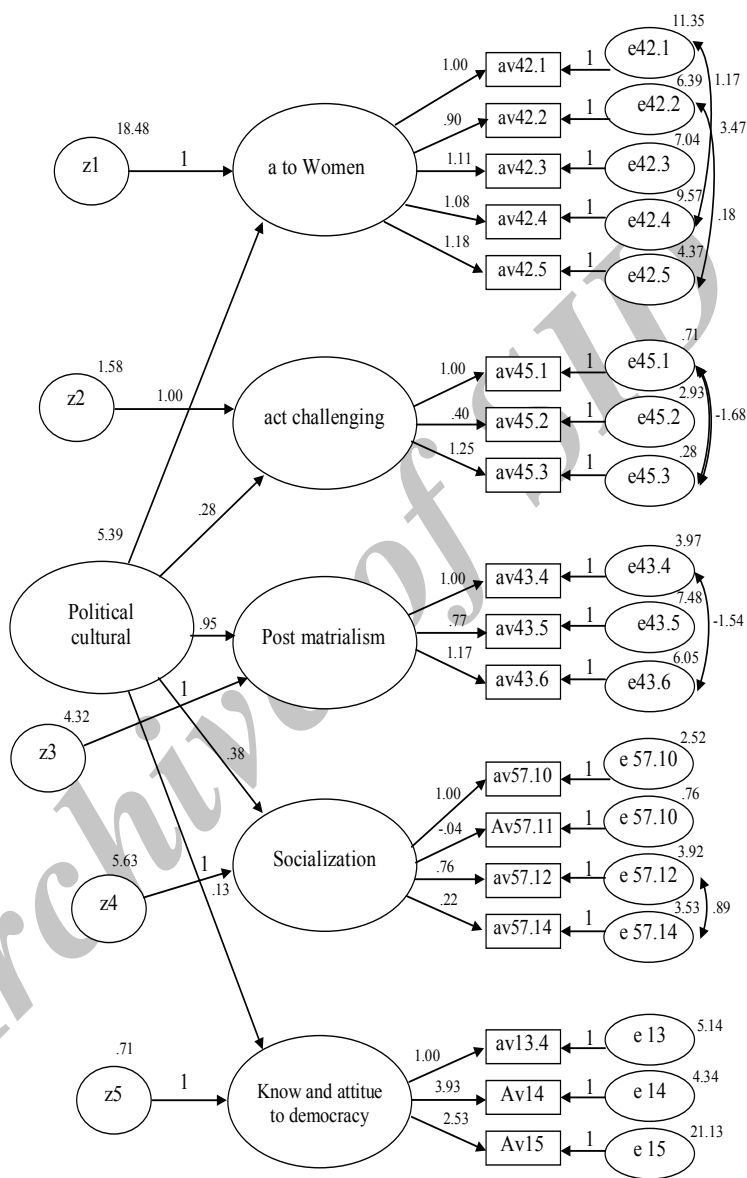 11.35
e42.1
1.00
av42.1
1
1.17
6.39
e42.2
.90
av42.2
1
3.47
18.48
7.04
z1
1
a to Women
1.11
av42.3
1
e42.3
9.57
1.08
av42.4
1
e42.4
.18
4.37
1.18
av42.5
1
e42.5
.71
1.58
1.00
av45.1
1
e45.1
2.93
z2
1.00
act challenging
.40
av45.2
1
e45.2
-1.68
.28
1.25
av45.3
1
e45.3
.28
5.39
3.97
1.00
av43.4
1
e43.4
7.48
Political
cultural
.95
Post matrialism
.77
av43.5
1
e43.5
-1.54
6.05
1.17
av43.6
1
e43.6
1
4.32
z3
.38
2.52
1.00
av57.10
1
e 57.10
.76
-.04
Av57.11
1
e 57.10
3.92
5.63
1
Socialization
.76
av57.12
1
e 57.12
z4
.13
3.53
.89
.22
av57.14
1
e 57.14
5.14
1.00
av13.4
1
e 13
4.34
.71
z5
1
Know and attitue
to democracy
3.93
Av14
1
e 14
21.13
2.53
Av15
1
e 15
Archive of SID